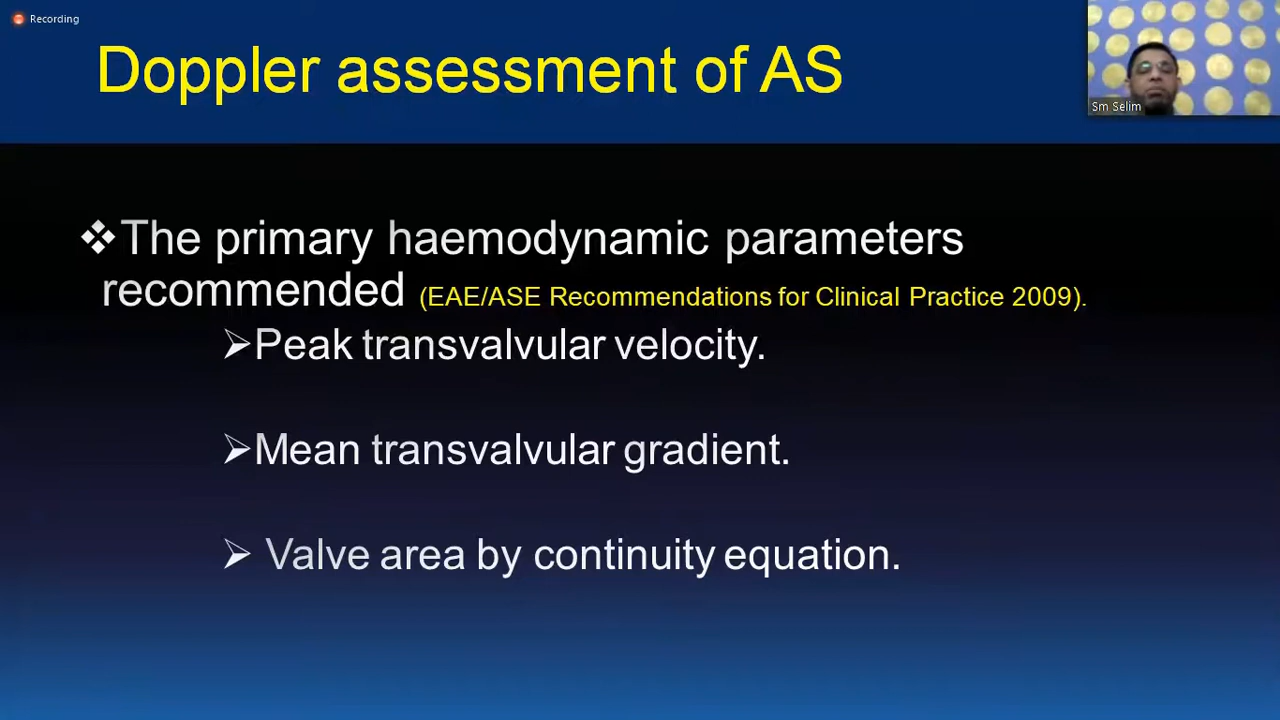 Recording
Doppler assessment of AS
Sm Selim
❖The primary haemodynamic parameters
recommended (EAE/ASE Recommendations for Clinical Practice 2009).
➢Peak transvalvular velocity.
➢Mean transvalvular gradient.
➢ Valve area by continuity equation.